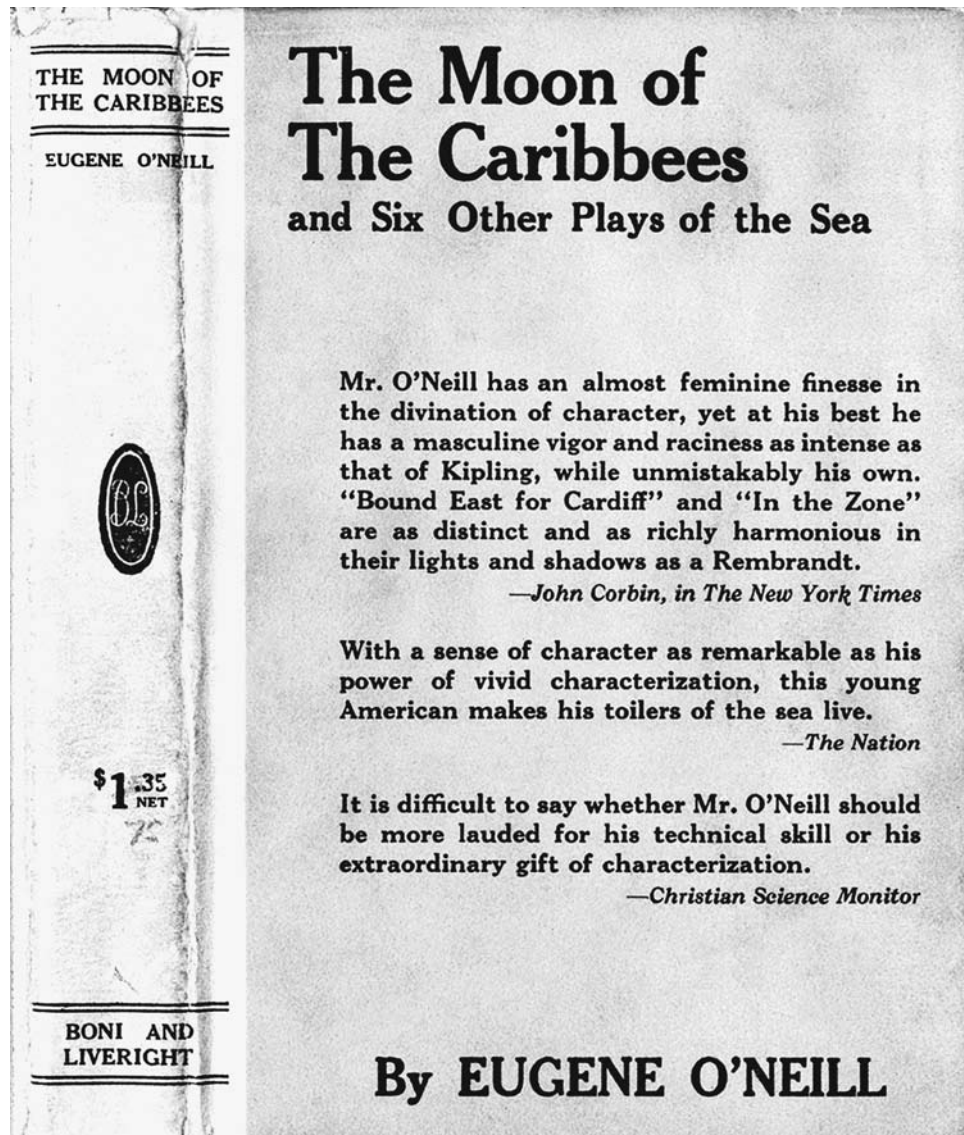 THE MOON OF
THE CARIBBEES
EUGENE O'NEILL
BL
$1.35
NET
75
BONI AND
LIVERIGHT
The Moon of
The Caribbees
and Six Other Plays of the Sea
Mr. O'Neill has an almost feminine finesse in
the divination of character, yet at his best he
has a masculine vigor and raciness as intense as
that of Kipling, while unmistakably his own.
“Bound East for Cardiff” and “In the Zone”
are as distinct and as richly harmonious in
their lights and shadows as a Rembrandt.
—John Corbin, in The New York Times
With a sense of character as remarkable as his
power of vivid characterization, this young
American makes his toilers of the sea live.
—The Nation
It is difficult to say whether Mr. O'Neill should
be more lauded for his technical skill or his
extraordinary gift of characterization.
—Christian Science Monitor
By EUGENE O'NEILL